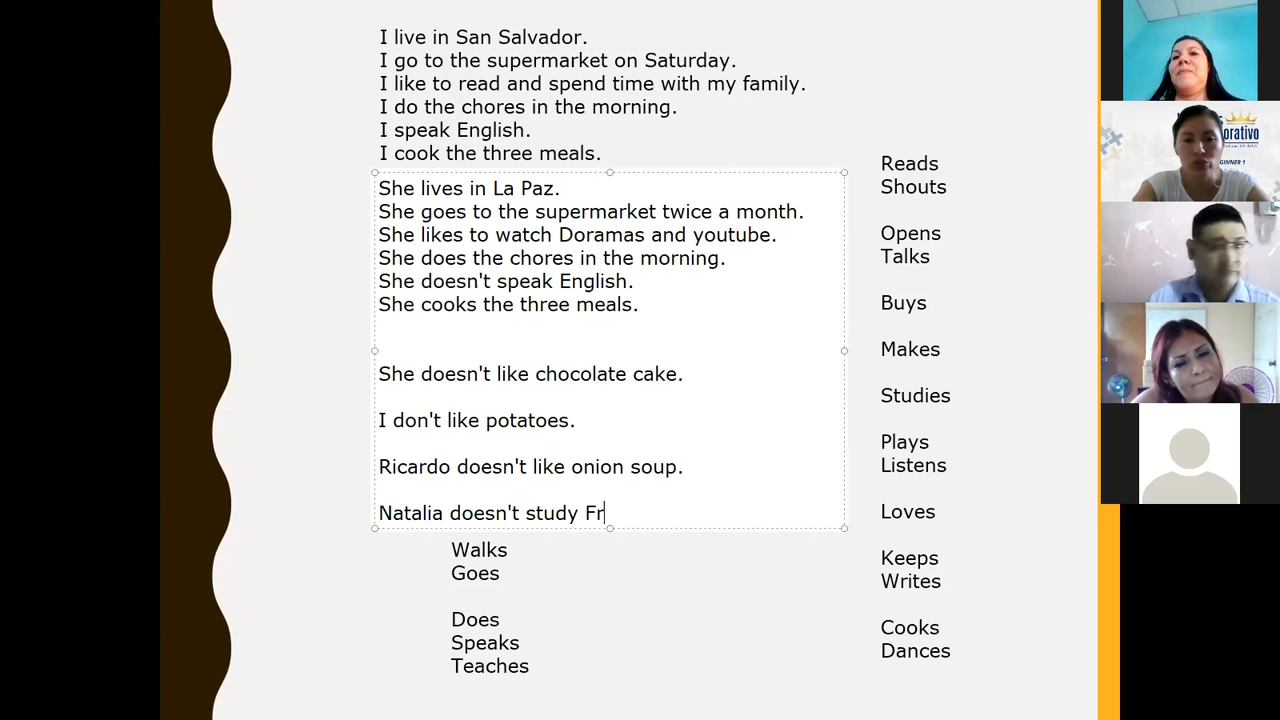 I live in San Salvador.
I go to the supermarket on Saturday.
I like to read and spend time with my family.
I do the chores in the morning.
I speak English.
I cook the three meals.
She lives in La Paz.
She goes to the supermarket twice a month.
She likes to watch Doramas and youtube.
She does the chores in the morning.
She doesn't speak English.
She cooks the three meals.
She doesn't like chocolate cake.
I don't like potatoes.
Ricardo doesn't like onion soup.
Natalia doesn't study Fr
Walks
Goes
Does
Speaks
Teaches
Reads
Shouts
Opens
Talks
Buys
Makes
Studies
Plays
Listens
Loves
Keeps
Writes
Cooks
Dances